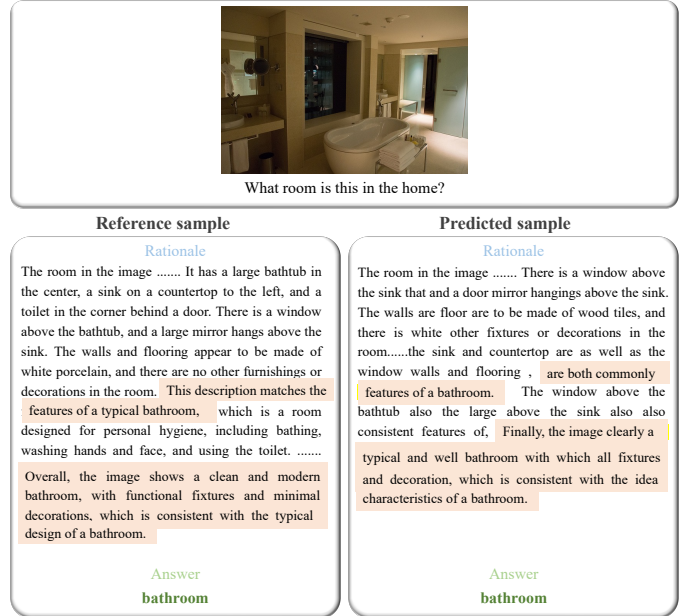 What room is this in the home?
Reference sample
Rationale
The room in the image ....... It has a large bathtub in
the center, a sink on a countertop to the left, and a
toilet in the corner behind a door. There is a window
above the bathtub, and a large mirror hangs above the
sink. The walls and flooring appear to be made of
white porcelain, and there are no other furnishings or
decorations in the room. This description matches the
features of a typical bathroom, which is a room
designed for personal hygiene, including bathing,
washing hands and face, and using the toilet. .......
Overall, the image shows a clean and modern
bathroom, with functional fixtures and minimal
decorations, which is consistent with the typical
design of a bathroom.
Answer
bathroom
Predicted sample
Rationale
The room in the image ....... There is a window above
the sink that and a door mirror hangings above the sink.
The walls are floor are to be made of wood tiles, and
there is white other fixtures or decorations in the
room......the sink and countertop are as well as the
window walls and flooring , are both commonly
features of a bathroom. The window above the
bathtub also the large above the sink also also
consistent features of, Finally, the image clearly a
typical and well bathroom with which all fixtures
and decoration, which is consistent with the idea
characteristics of a bathroom.
Answer
bathroom